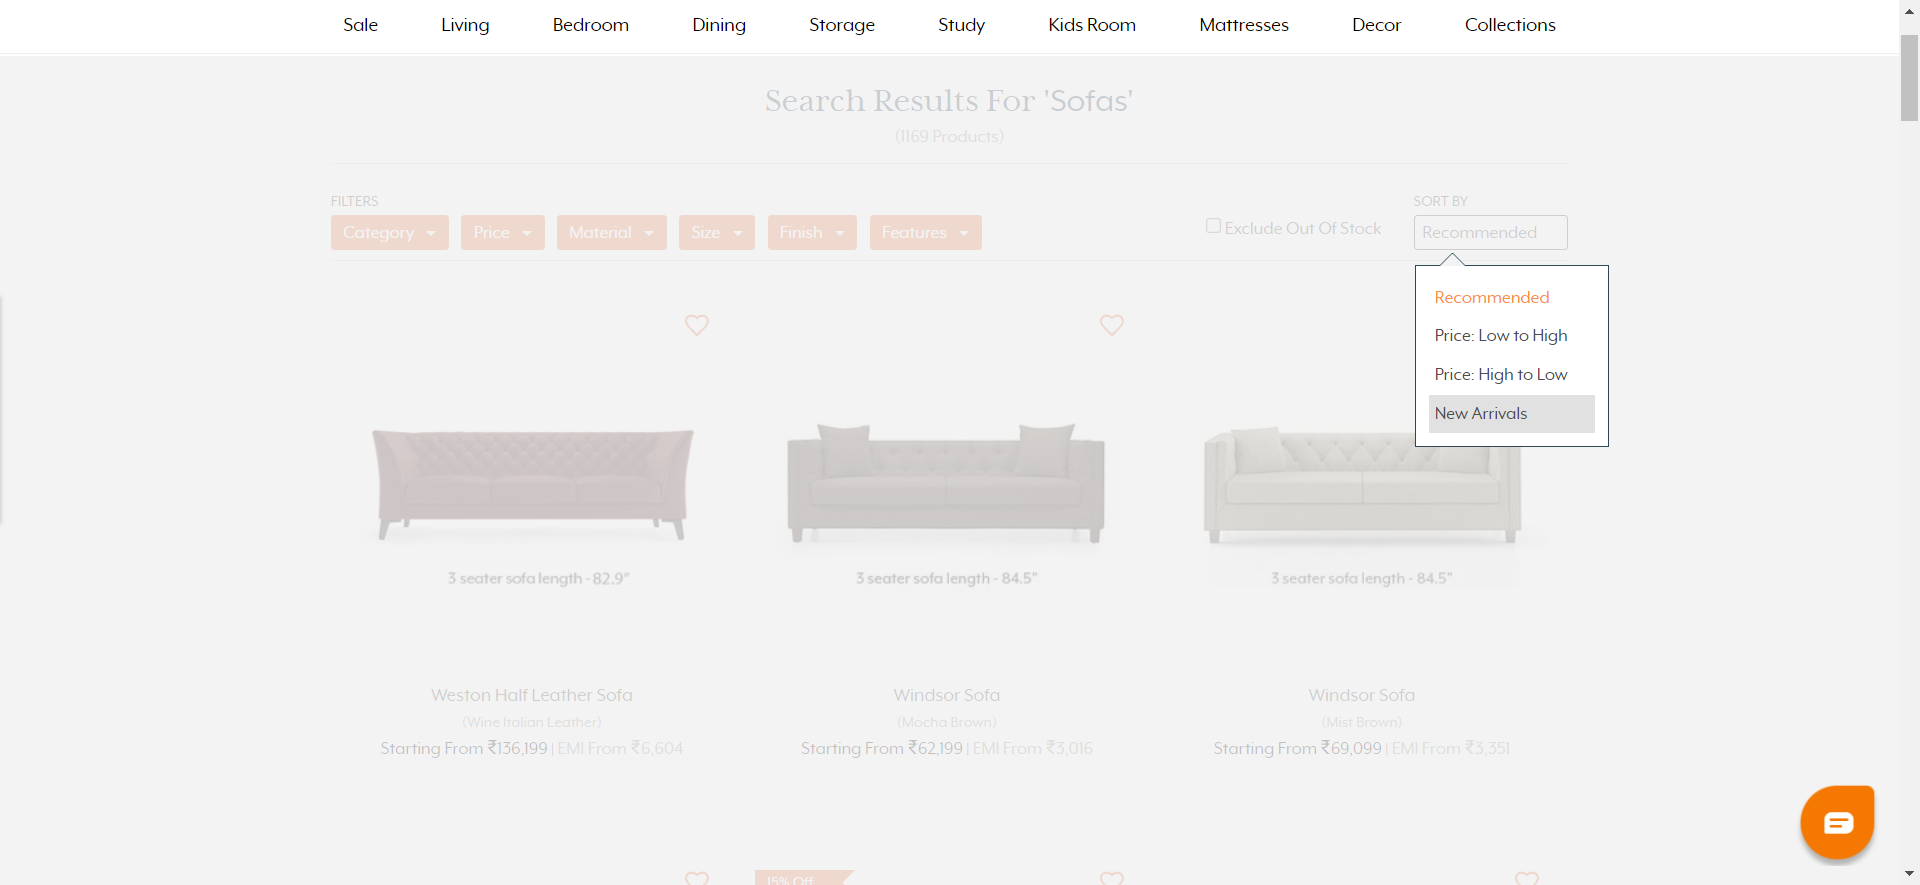 Sale Living Bedroom Dining Storage Study Kids Room Mattresses Decor Collections
Search Results For 'Sofas'
(1169 Products)
FILTERS
Category Price Material Size Finish Features
Exclude Out Of Stock
SORT BY
Recommended
Recommended
Price: Low to High
Price: High to Low
New Arrivals
3 seater sofa length - 82.9" 3 seater sofa length - 84.5" 3 seater sofa length - 84.5"
Weston Half Leather Sofa Windsor Sofa Windsor Sofa
(Wine Italian Leather) (Mocha Brown) (Mist Brown)
Starting From ₹136,199 | EMI From ₹6,604 Starting From ₹62,199 | EMI From ₹3,016 Starting From ₹69,099 | EMI From ₹3,351
15% Off